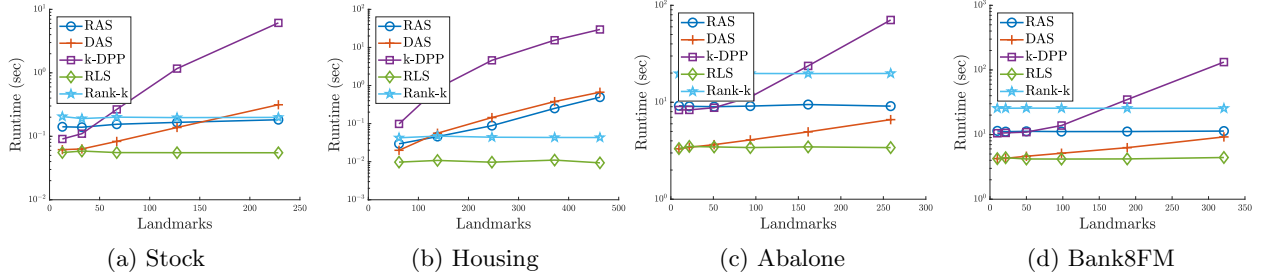 10^1
10^0
10^-1
10^-2
Runtime (sec)
RAS
DAS
k-DPP
RLS
Rank-k
0 50 100 150 200 250
Landmarks
(a) Stock
10^2
10^1
10^0
10^-1
10^-2
10^-3
Runtime (sec)
RAS
DAS
k-DPP
RLS
Rank-k
0 100 200 300 400 500
Landmarks
(b) Housing
10^2
10^1
10^0
Runtime (sec)
RAS
DAS
k-DPP
RLS
Rank-k
0 50 100 150 200 250 300
Landmarks
(c) Abalone
10^3
10^2
10^1
10^0
Runtime (sec)
RAS
DAS
k-DPP
RLS
Rank-k
0 50 100 150 200 250 300 350
Landmarks
(d) Bank8FM